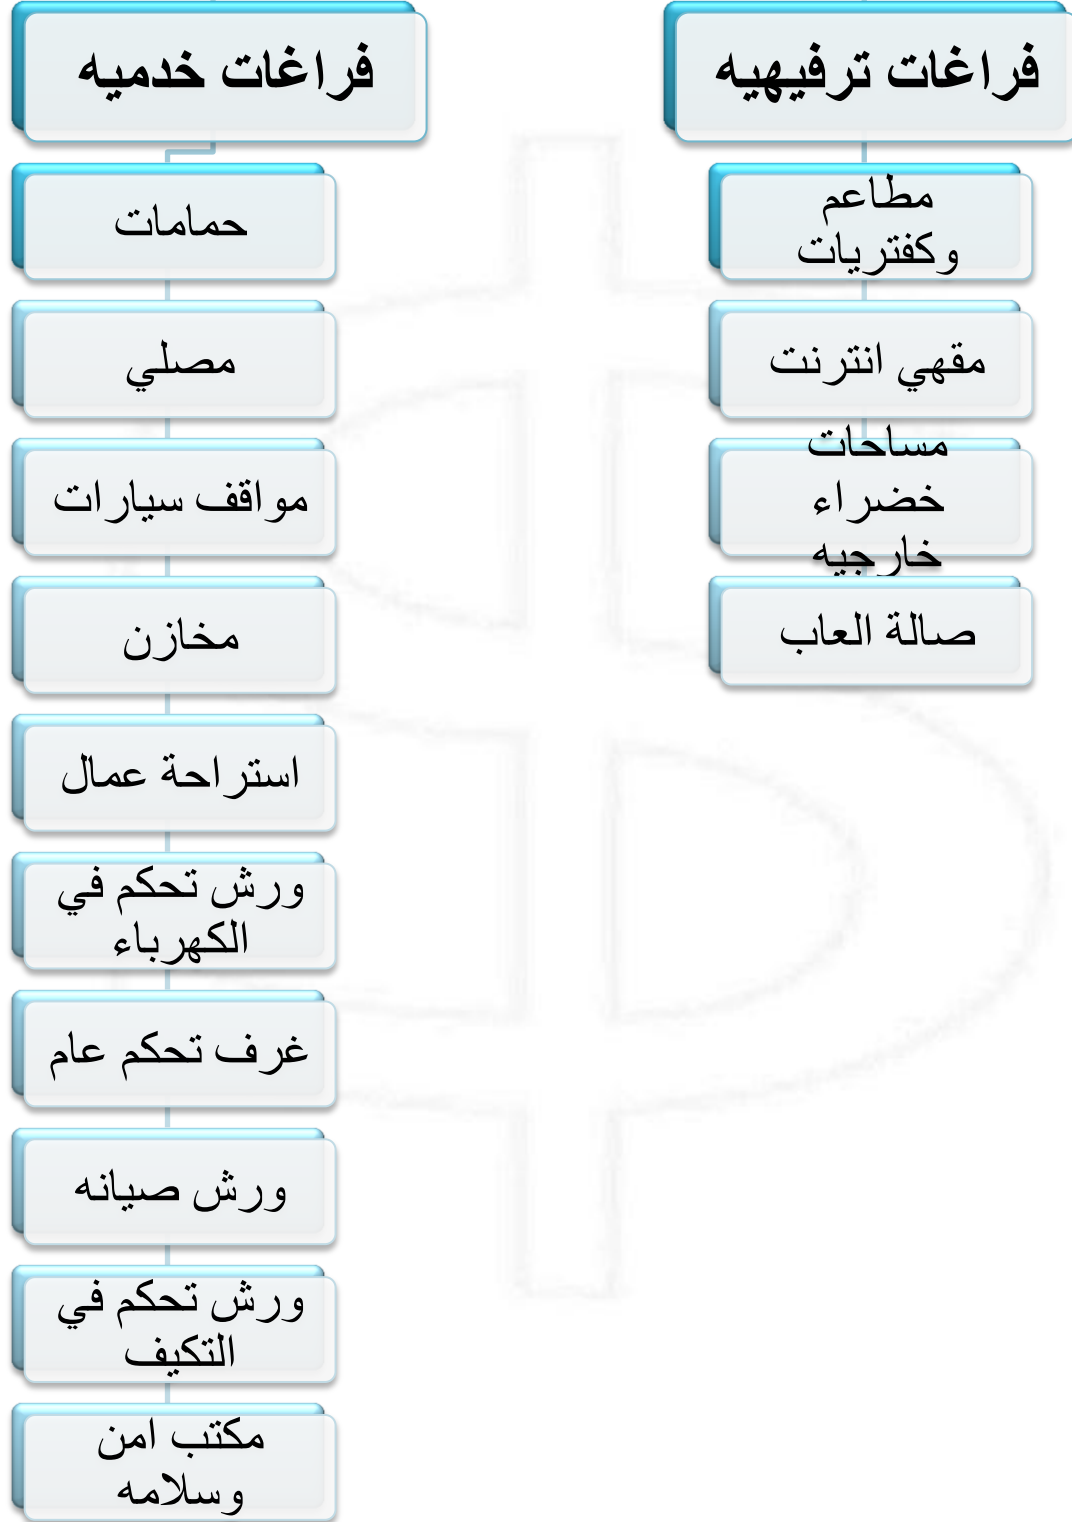 فراغات ترفيهيه
مطاعم
وكفتريات
مقهي انترنت
مساحات
خضراء
خارجيه
صالة العاب
فراغات خدميه
حمامات
مصلي
مواقف سيارات
مخازن
استراحة عمال
ورش تحكم في
الكهرباء
غرف تحكم عام
ورش صيانه
ورش تحكم في
التكيف
مكتب امن
وسلامه